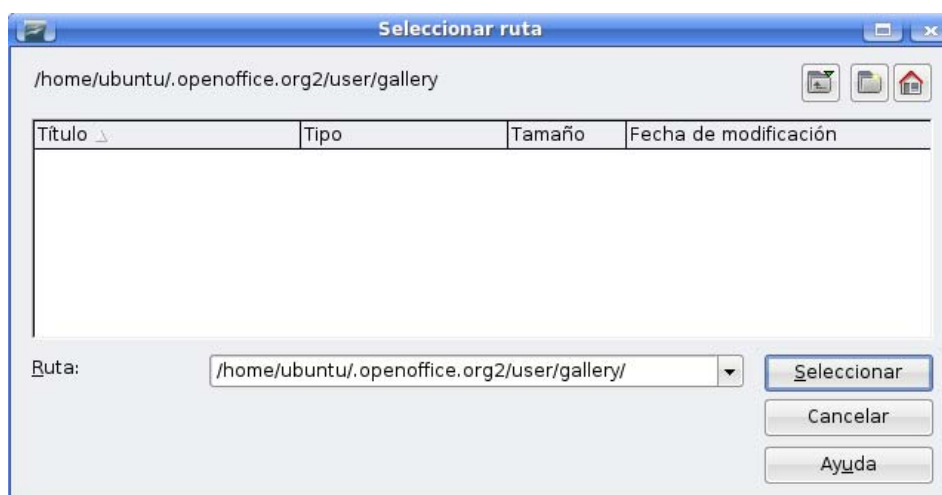 Seleccionar ruta
/home/ubuntu/.openoffice.org2/user/gallery
Título Tipo Tamaño Fecha de modificación
Ruta: /home/ubuntu/.openoffice.org2/user/gallery/ Seleccionar
Cancelar
Ayuda